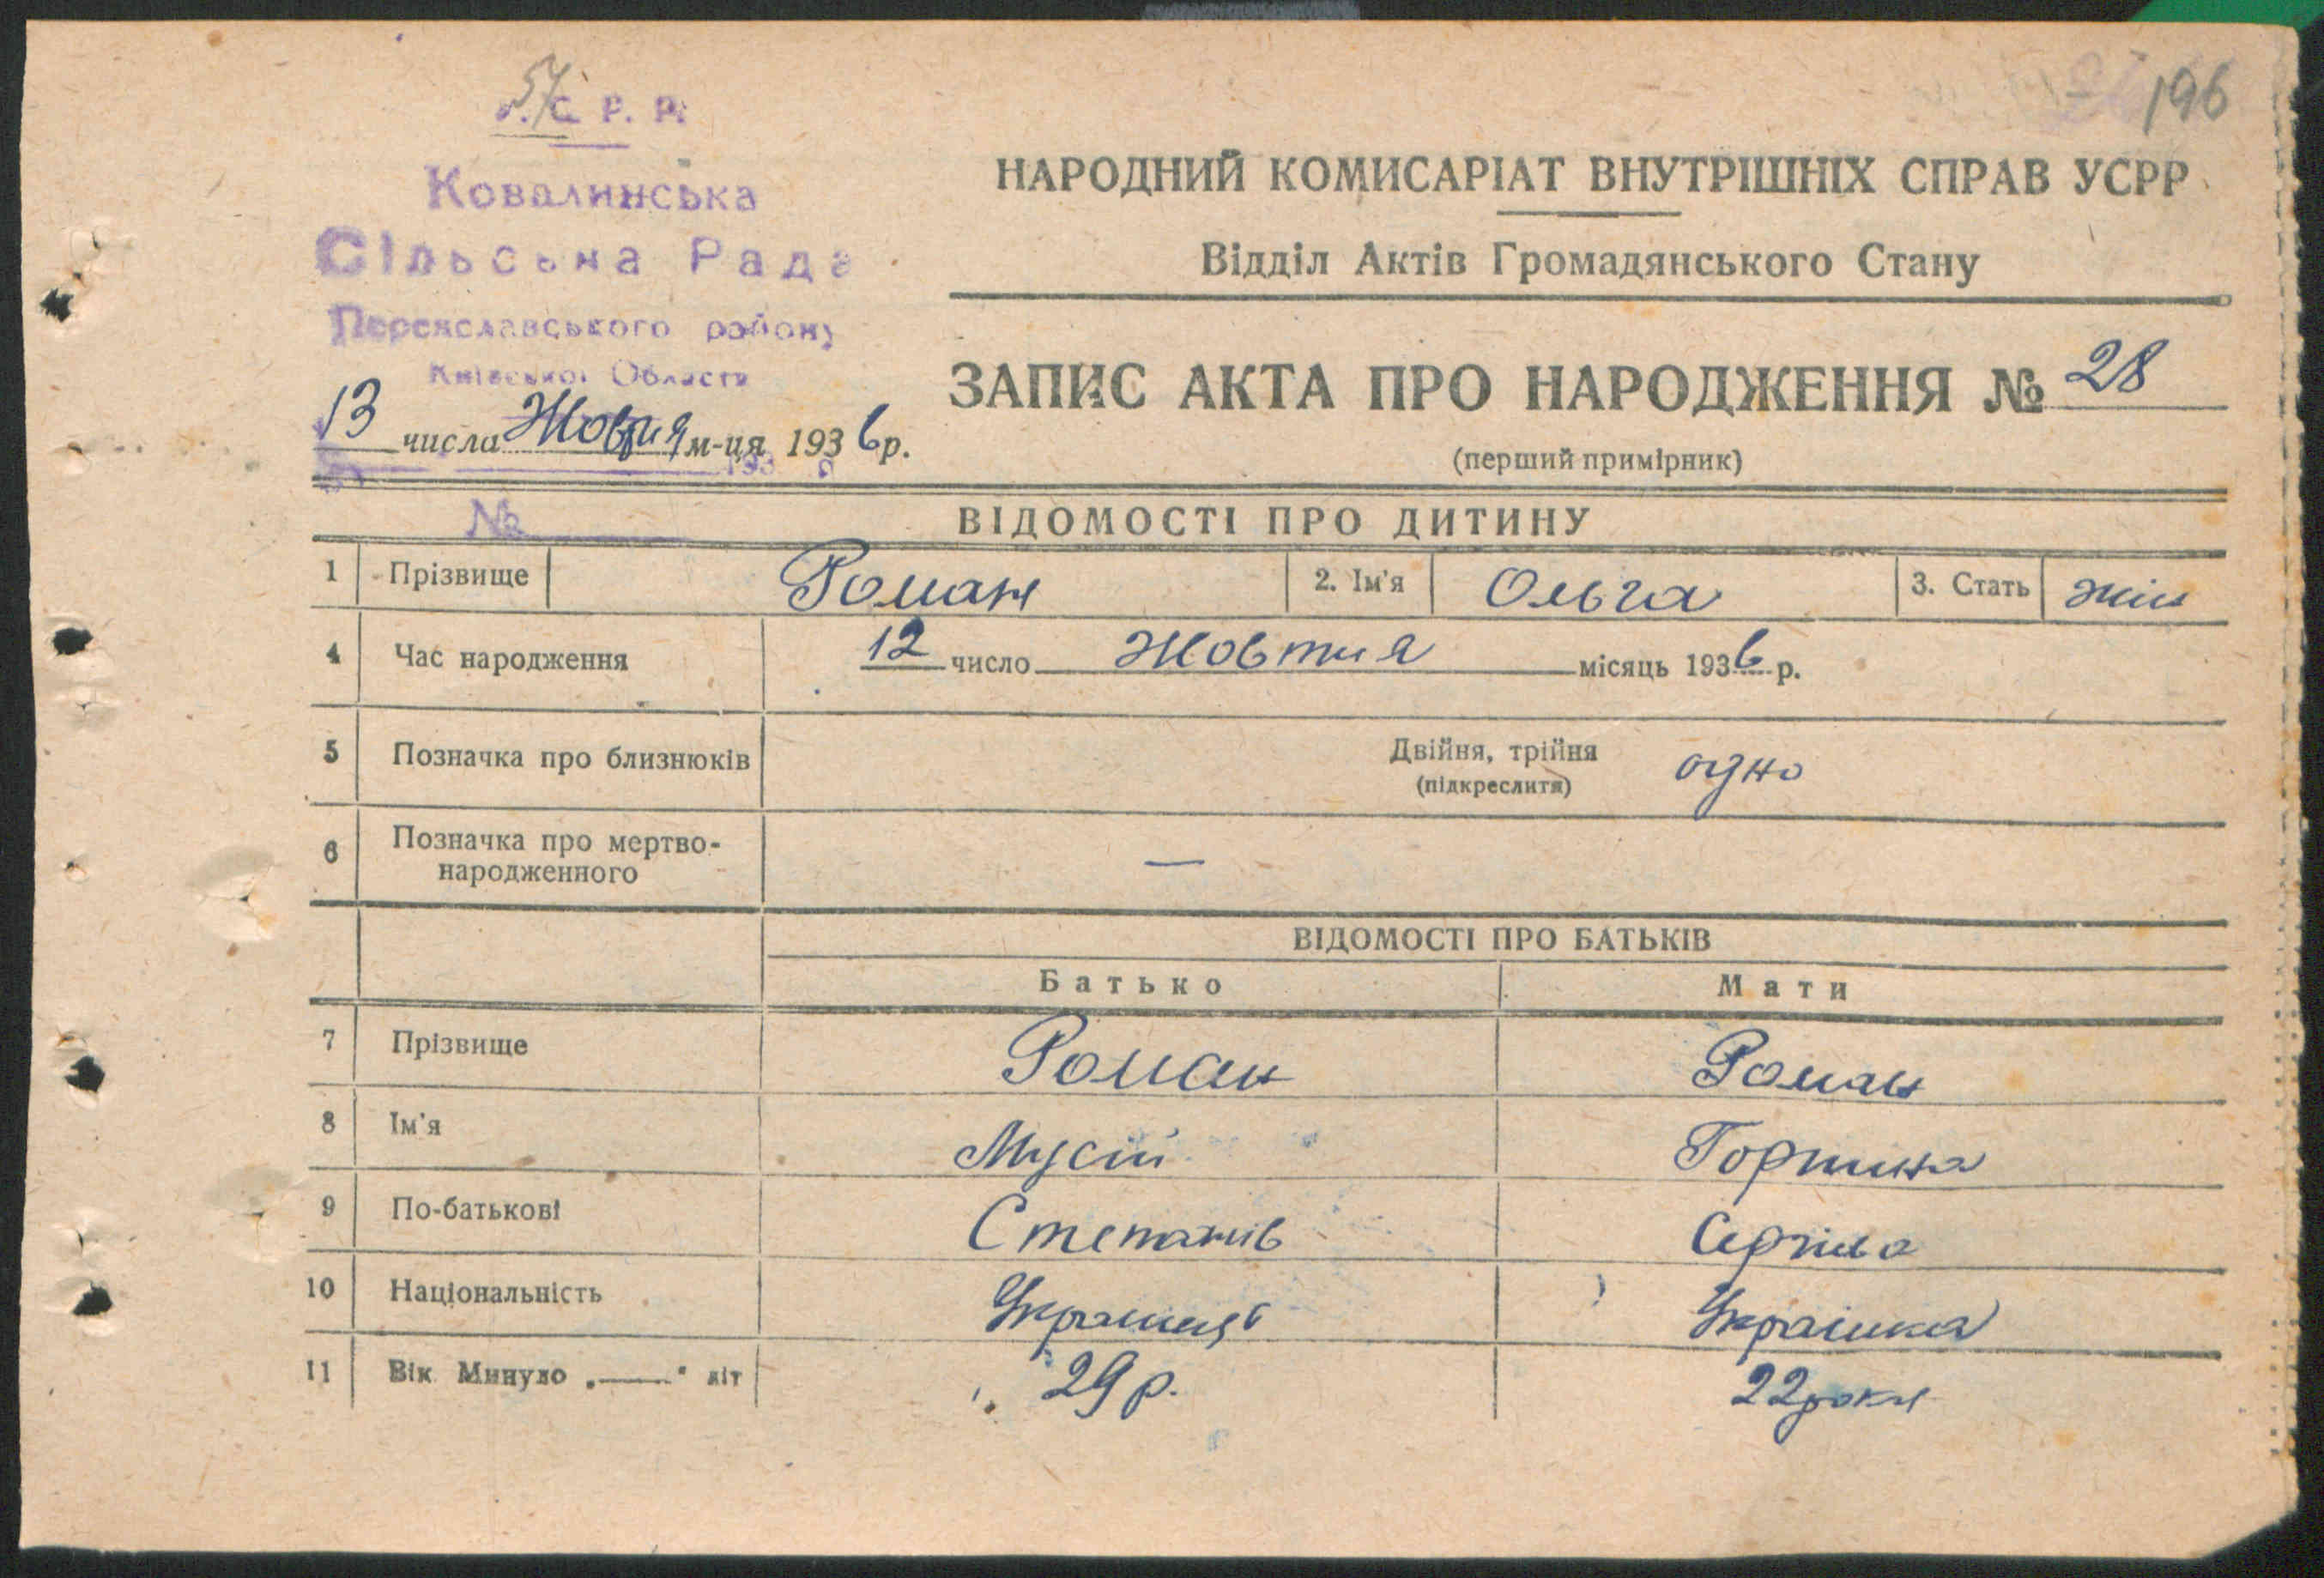 57
У.С.Р.Р.
196
Ковалинська
Сільська Рада
Переяславського району
Київської Області
13 числа Жовтня м-ця 1936 р.
193 р
№
НАРОДНИЙ КОМИСАРІАТ ВНУТРІШНІХ СПРАВ УСРР
Відділ Актів Громадянського Стану
ЗАПИС АКТА ПРО НАРОДЖЕННЯ № 28
(перший примірник)
ВІДОМОСТІ ПРО ДИТИНУ
1 Прізвище Роман 2. Ім'я Ольга 3. Стать жін
4 Час народження 12 число Жовтня місяць 1936 р.
5 Позначка про близнюків Двійня, трійня одно
(підкреслити)
6 Позначка про мертво-
народженного —
ВІДОМОСТІ ПРО БАТЬКІВ
Батько Мати
7 Прізвище Роман Роман
8 Ім'я Мусій Горпина
9 По-батькові Степанів Сергіїва
10 Національність Українець Українка
11 Вік Минуло „——" літ 29 р. 22 роки